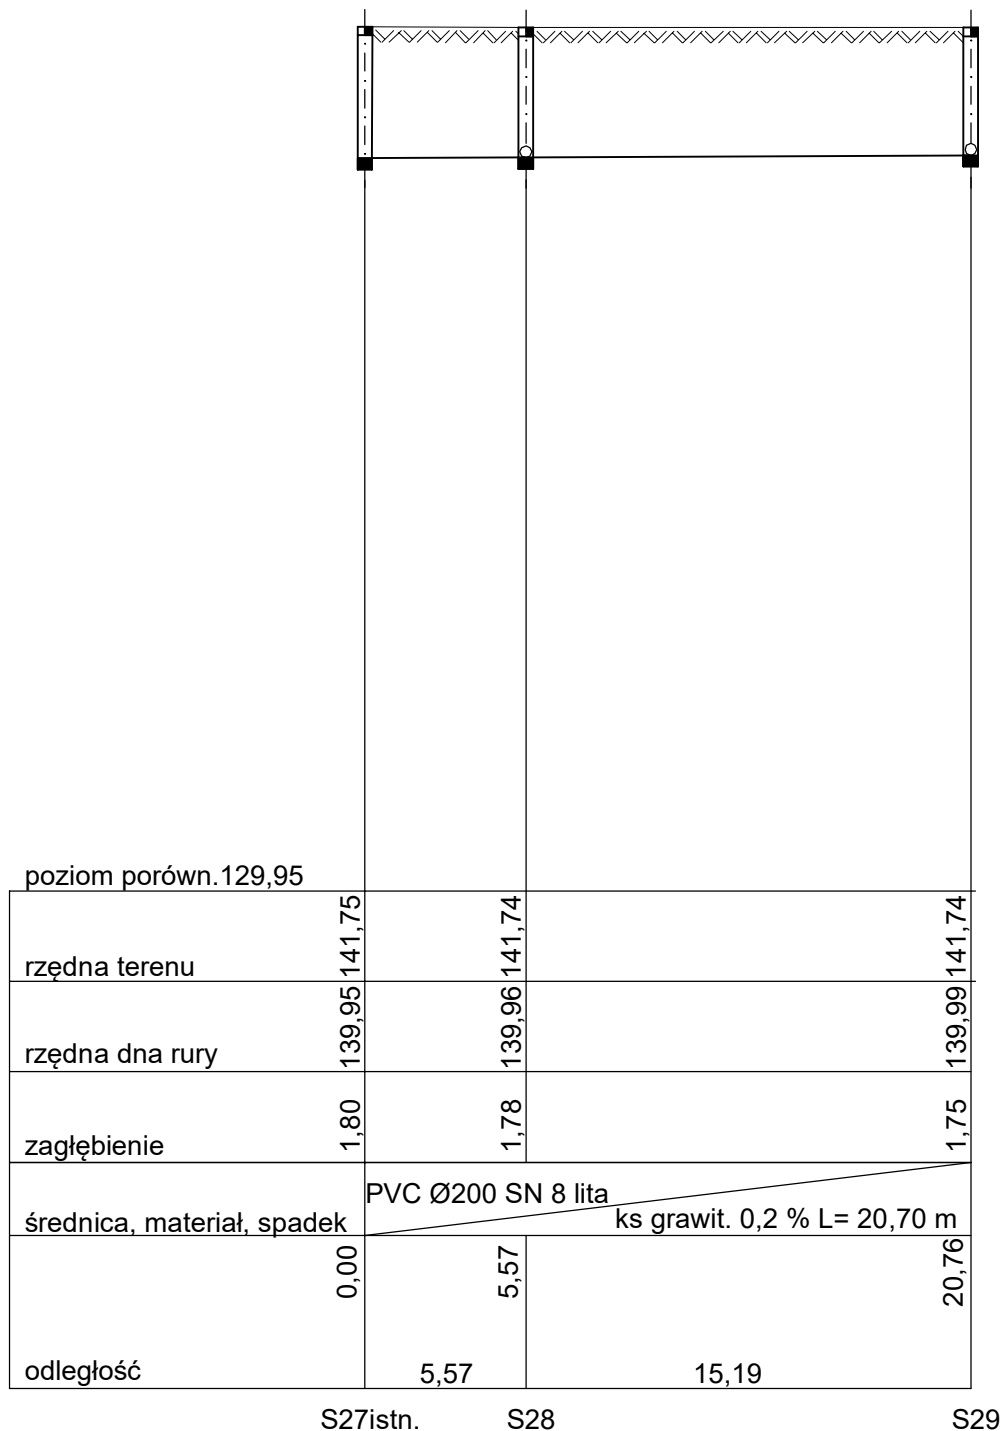 poziom porówn.129,95
rzędna terenu 141,75 141,74 141,74
rzędna dna rury 139,95 139,96 139,99
zagłębienie 1,80 1,78 1,75
PVC Ø200 SN 8 lita
średnica, materiał, spadek ks grawit. 0,2 % L= 20,70 m
0,00 5,57 20,76
odległość 5,57 15,19
S27istn. S28 S29